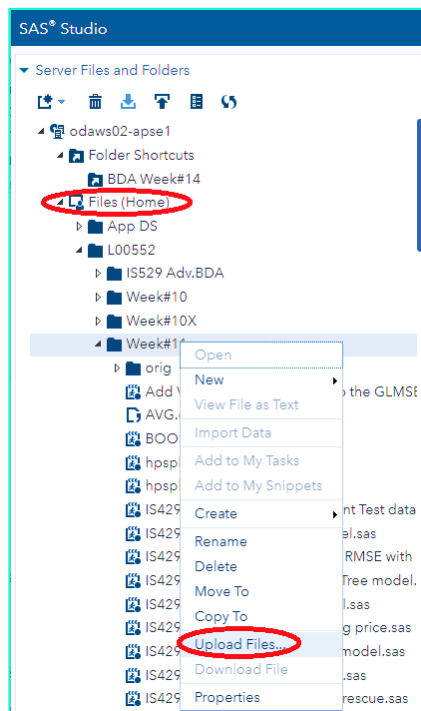 SAS® Studio
Server Files and Folders
odaws02-apse1
Folder Shortcuts
BDA Week#14
Files (Home)
App DS
L00552
IS529 Adv.BDA
Week#10
Week#10X
Week#11
Open
orig
New
Add the GLMSE
View File as Text
AVG.
Import Data
BOO
Add to My Tasks
hpspl
Add to My Snippets
hpspl
Create
IS429 nt Test data
Rename
IS429 el.sas
Delete
IS429 RMSE with
Move To
IS429 Tree model.
Copy To
IS429 l.sas
Upload Files...
IS429 g price.sas
Download File
IS429 model.sas
IS429 .sas
Properties
IS429 rescue.sas